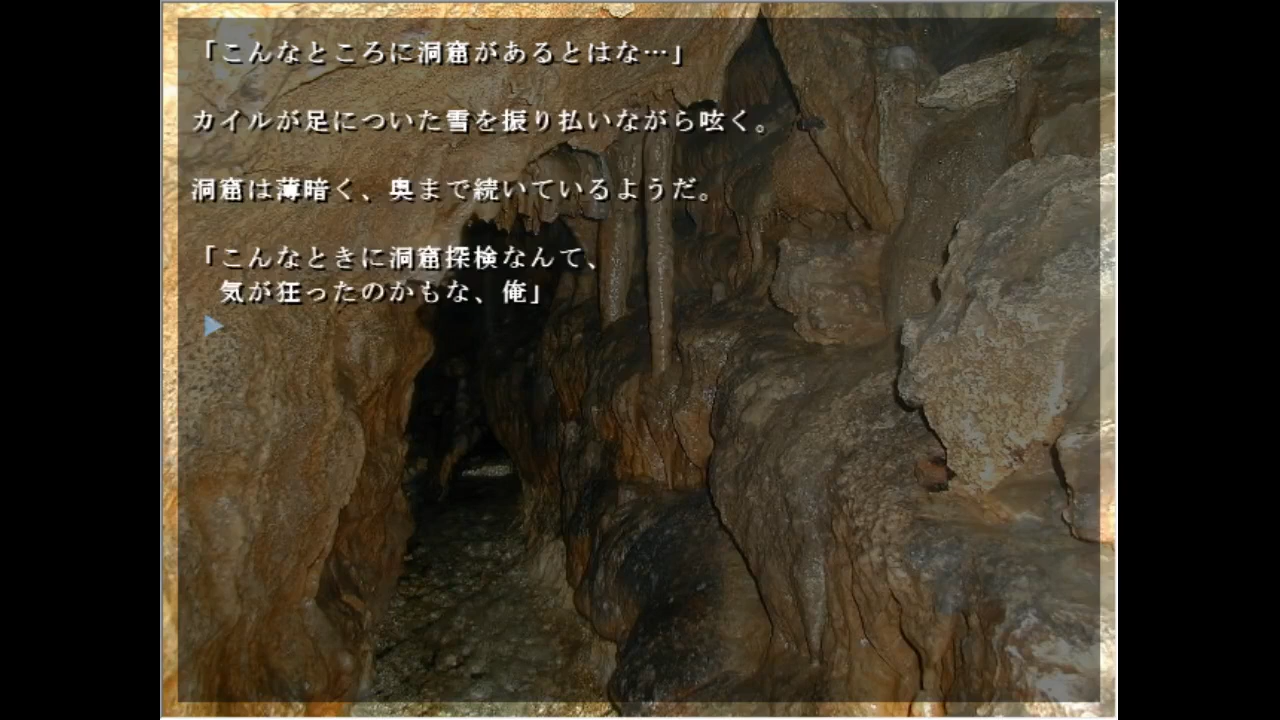 「こんなところに洞窟があるとはな…」
カイルが足についた雪を振り払いながら呟く。
洞窟は薄暗く、奥まで続いているようだ。
「こんなときに洞窟探検なんて、
気が狂ったのかもな、俺」